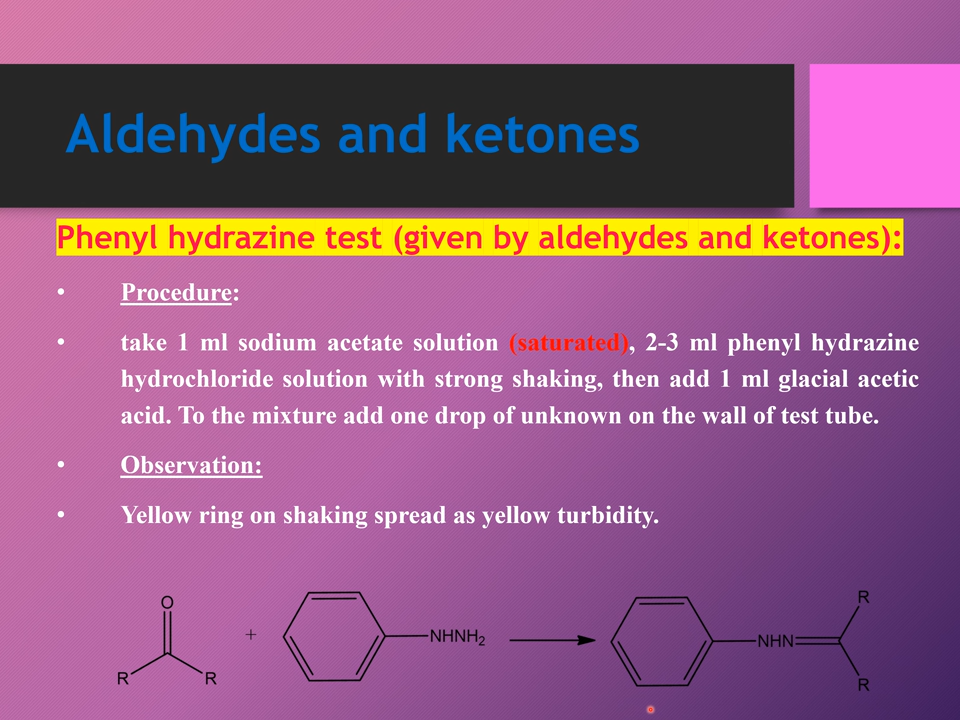 Aldehydes and ketones
Phenyl hydrazine test (given by aldehydes and ketones):
• Procedure:
• take 1 ml sodium acetate solution (saturated), 2-3 ml phenyl hydrazine
hydrochloride solution with strong shaking, then add 1 ml glacial acetic
acid. To the mixture add one drop of unknown on the wall of test tube.
• Observation:
• Yellow ring on shaking spread as yellow turbidity.
O
R R
+
NHNH₂
NHN
R
R